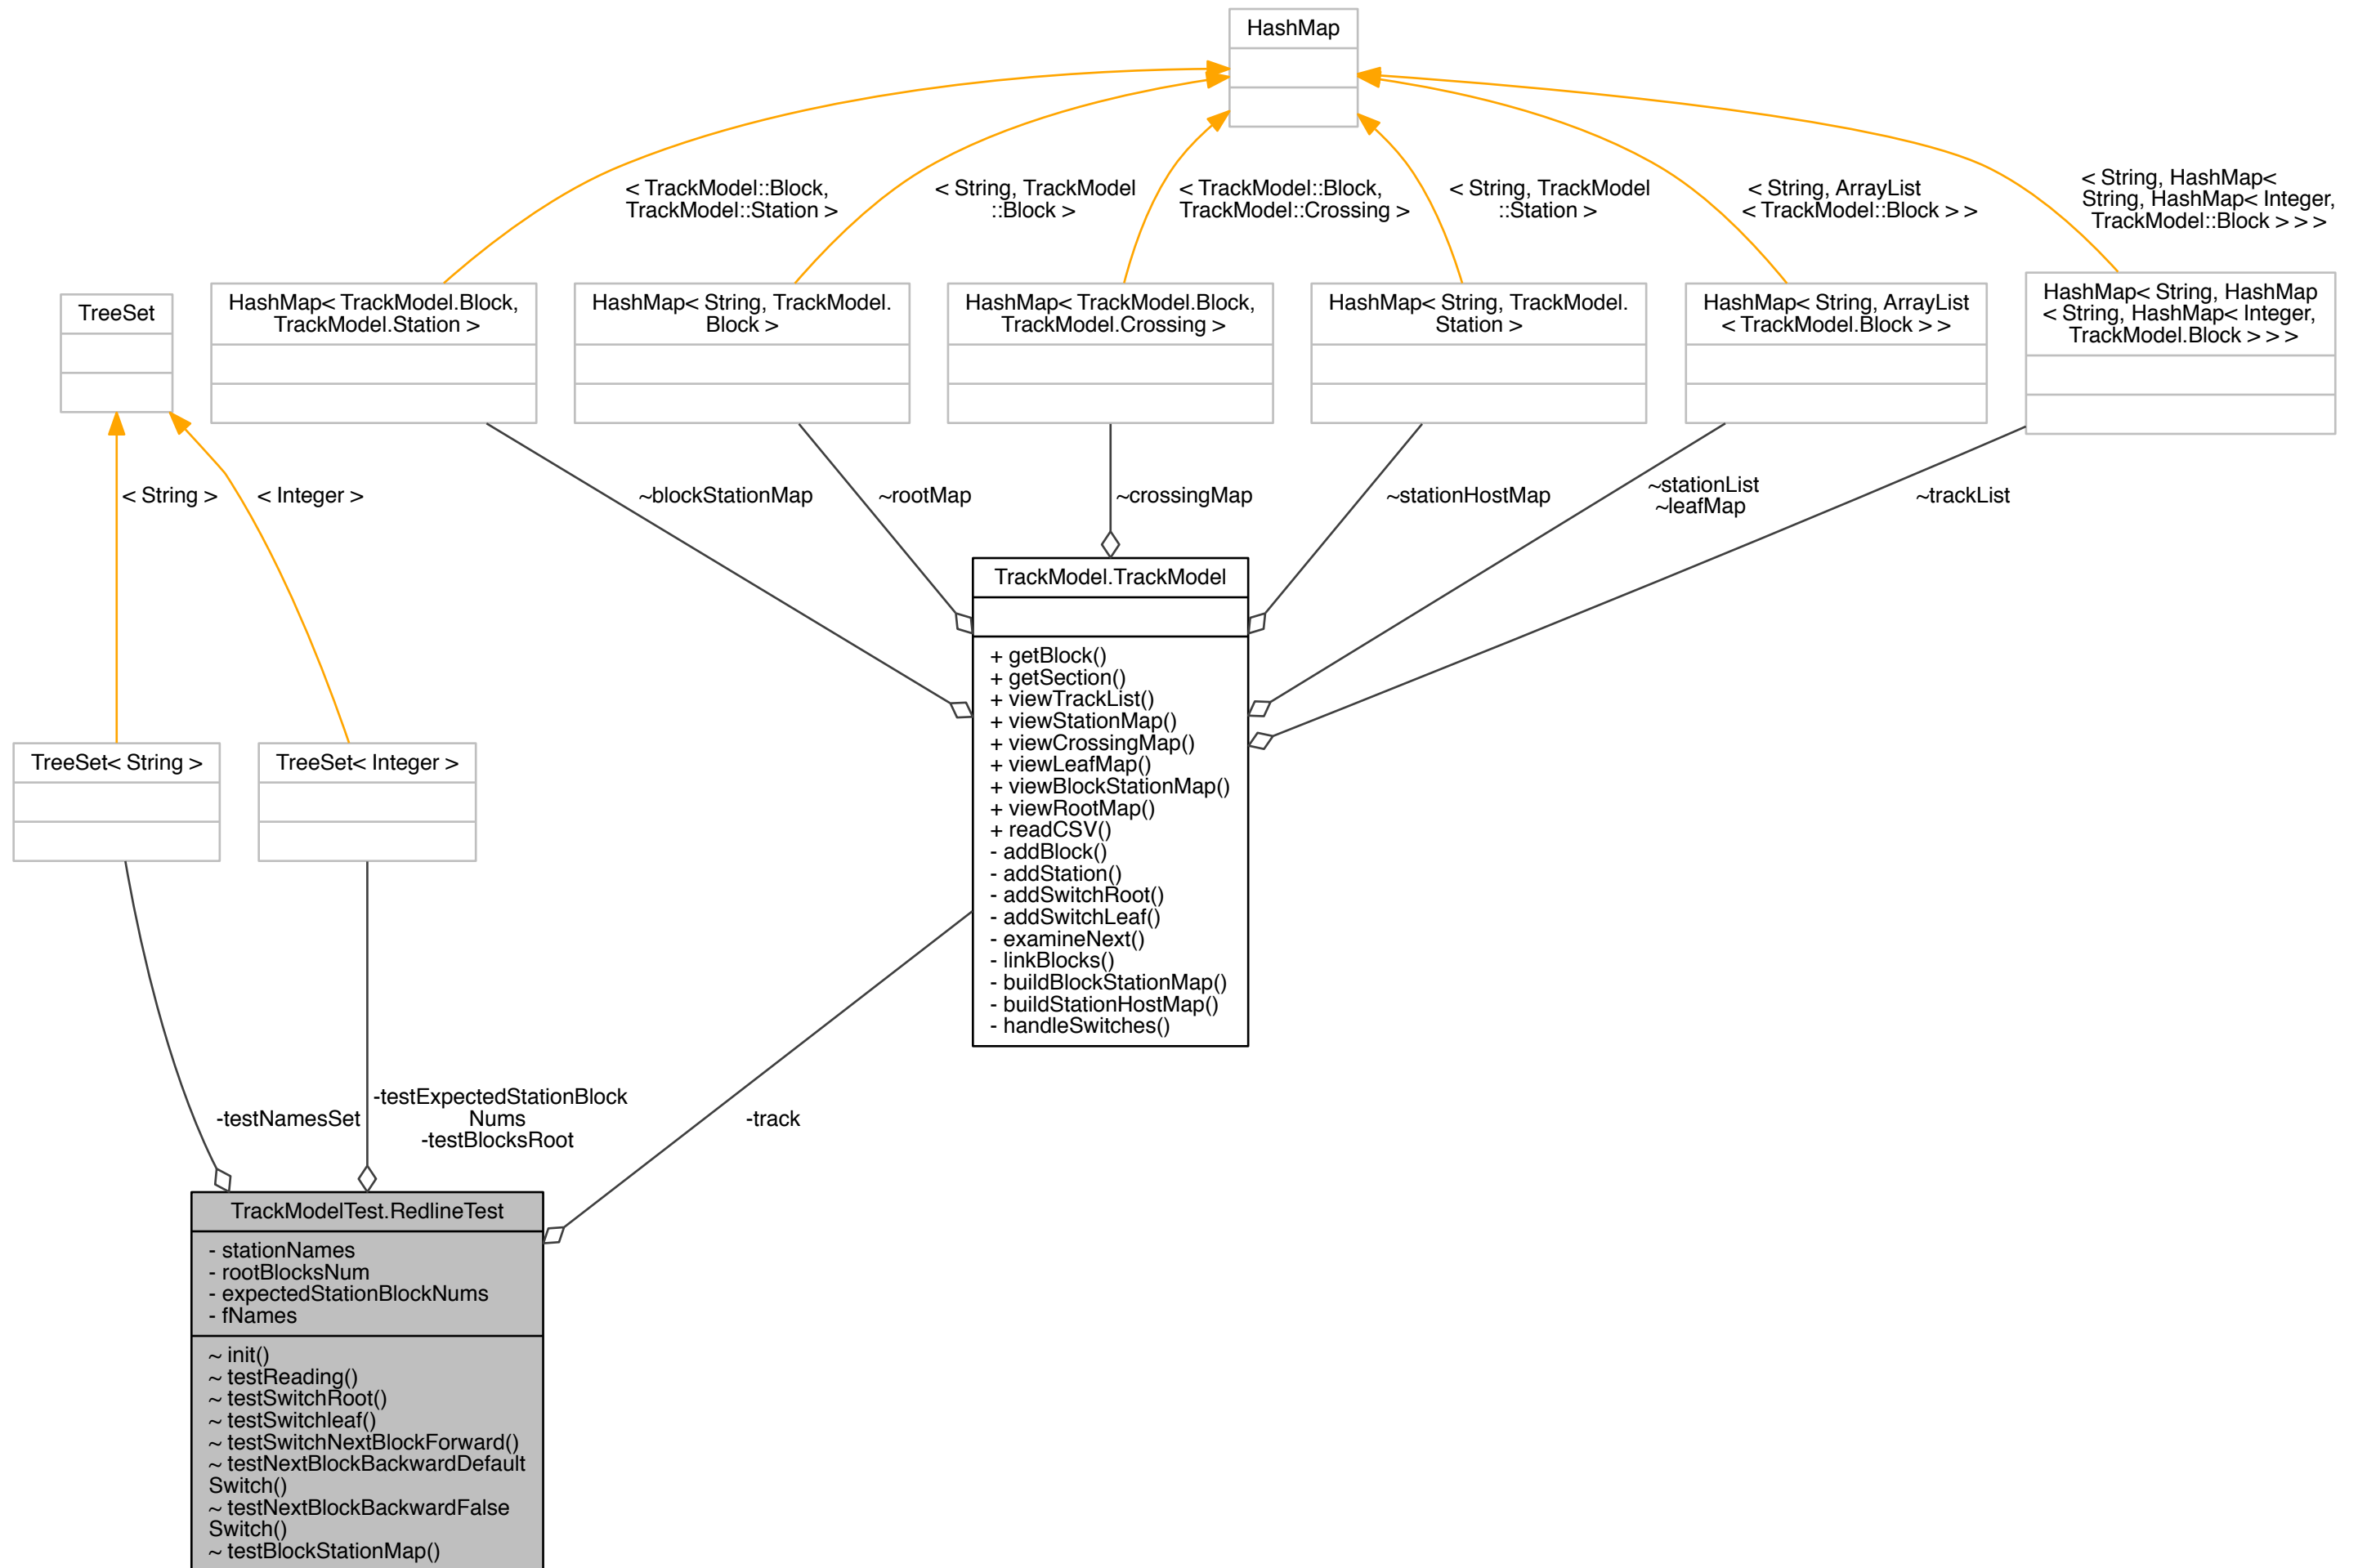 HashMap
< TrackModel::Block,
TrackModel::Station >
< String, TrackModel
::Block >
< TrackModel::Block,
TrackModel::Crossing >
< String, TrackModel
::Station >
< String, ArrayList
< TrackModel::Block > >
< String, HashMap<
String, HashMap< Integer,
TrackModel::Block > > >
TreeSet
HashMap< TrackModel.Block,
TrackModel.Station >
HashMap< String, TrackModel.
Block >
HashMap< TrackModel.Block,
TrackModel.Crossing >
HashMap< String, TrackModel.
Station >
HashMap< String, ArrayList
< TrackModel.Block > >
HashMap< String, HashMap
< String, HashMap< Integer,
TrackModel.Block > > >
< String >
< Integer >
~blockStationMap
~rootMap
~crossingMap
~stationHostMap
~stationList
~leafMap
~trackList
TrackModel.TrackModel
+ getBlock()
+ getSection()
+ viewTrackList()
+ viewStationMap()
+ viewCrossingMap()
+ viewLeafMap()
+ viewBlockStationMap()
+ viewRootMap()
+ readCSV()
- addBlock()
- addStation()
- addSwitchRoot()
- addSwitchLeaf()
- examineNext()
- linkBlocks()
- buildBlockStationMap()
- buildStationHostMap()
- handleSwitches()
TreeSet< String >
TreeSet< Integer >
-testNamesSet
-testExpectedStationBlock
Nums
-testBlocksRoot
-track
TrackModelTest.RedlineTest
- stationNames
- rootBlocksNum
- expectedStationBlockNums
- fNames
~ init()
~ testReading()
~ testSwitchRoot()
~ testSwitchleaf()
~ testSwitchNextBlockForward()
~ testNextBlockBackwardDefault
Switch()
~ testNextBlockBackwardFalse
Switch()
~ testBlockStationMap()